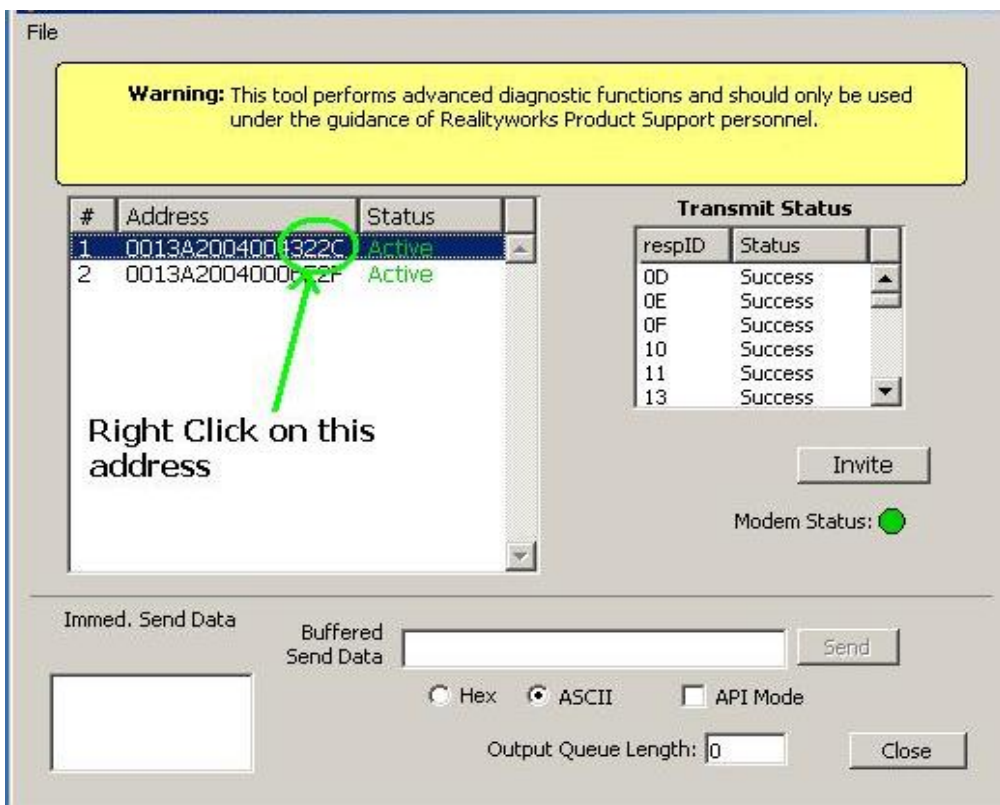 File
Warning: This tool performs advanced diagnostic functions and should only be used
under the guidance of Realityworks Product Support personnel.
# Address Status
1 0013A2004004322C Active
2 Active
Right Click on this
address
Transmit Status
respID Status
0D Success
0E Success
0F Success
10 Success
11 Success
13 Success
Invite
Modem Status:
Immed. Send Data
Buffered
Send Data
Send
Hex ASCII API Mode
Output Queue Length: 0
Close